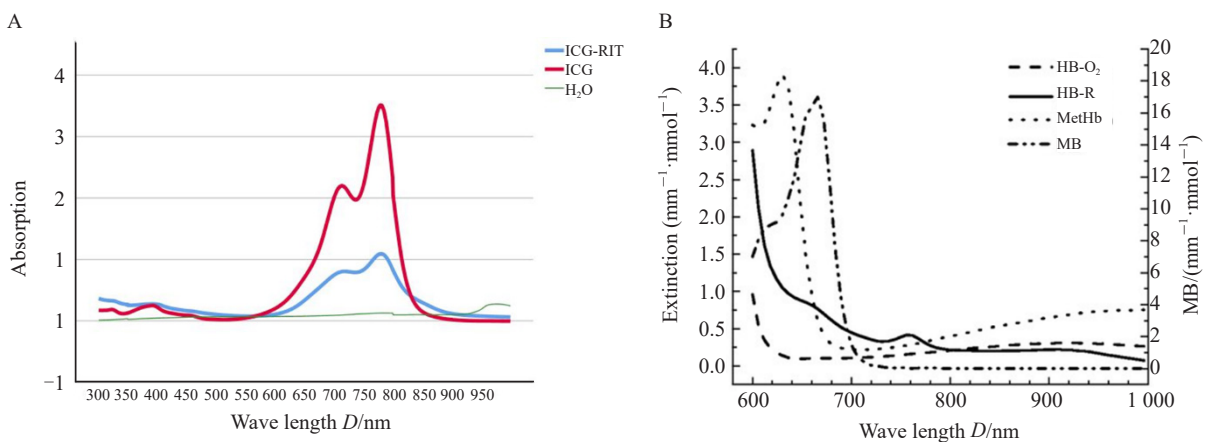 A
ICG-RIT
ICG
H₂O
4
3
2
1
1
−1
Absorption
300 350 400 450 500 550 600 650 700 750 800 850 900 950
Wave length D/nm
B
HB-O₂
HB-R
MetHb
MB
4.0
3.5
3.0
2.5
2.0
1.5
1.0
0.5
0.0
Extinction (mm⁻¹·mmol⁻¹)
20
18
16
14
12
10
8
6
4
2
0
MB/(mm⁻¹·mmol⁻¹)
600 700 800 900 1 000
Wave length D/nm